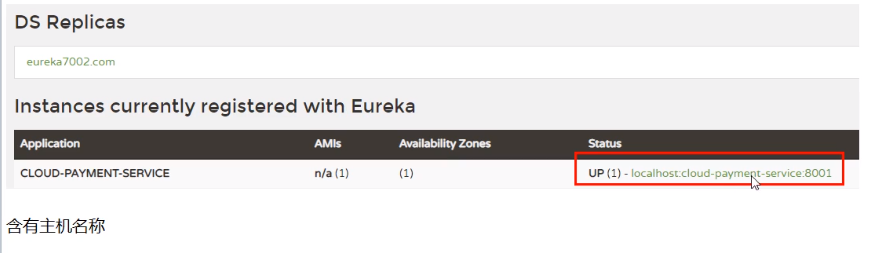 DS Replicas
eureka7002.com
Instances currently registered with Eureka
Application AMIs Availability Zones Status
CLOUD-PAYMENT-SERVICE n/a (1) (1) UP (1) - localhost:cloud-payment-service:8001
含有主机名称